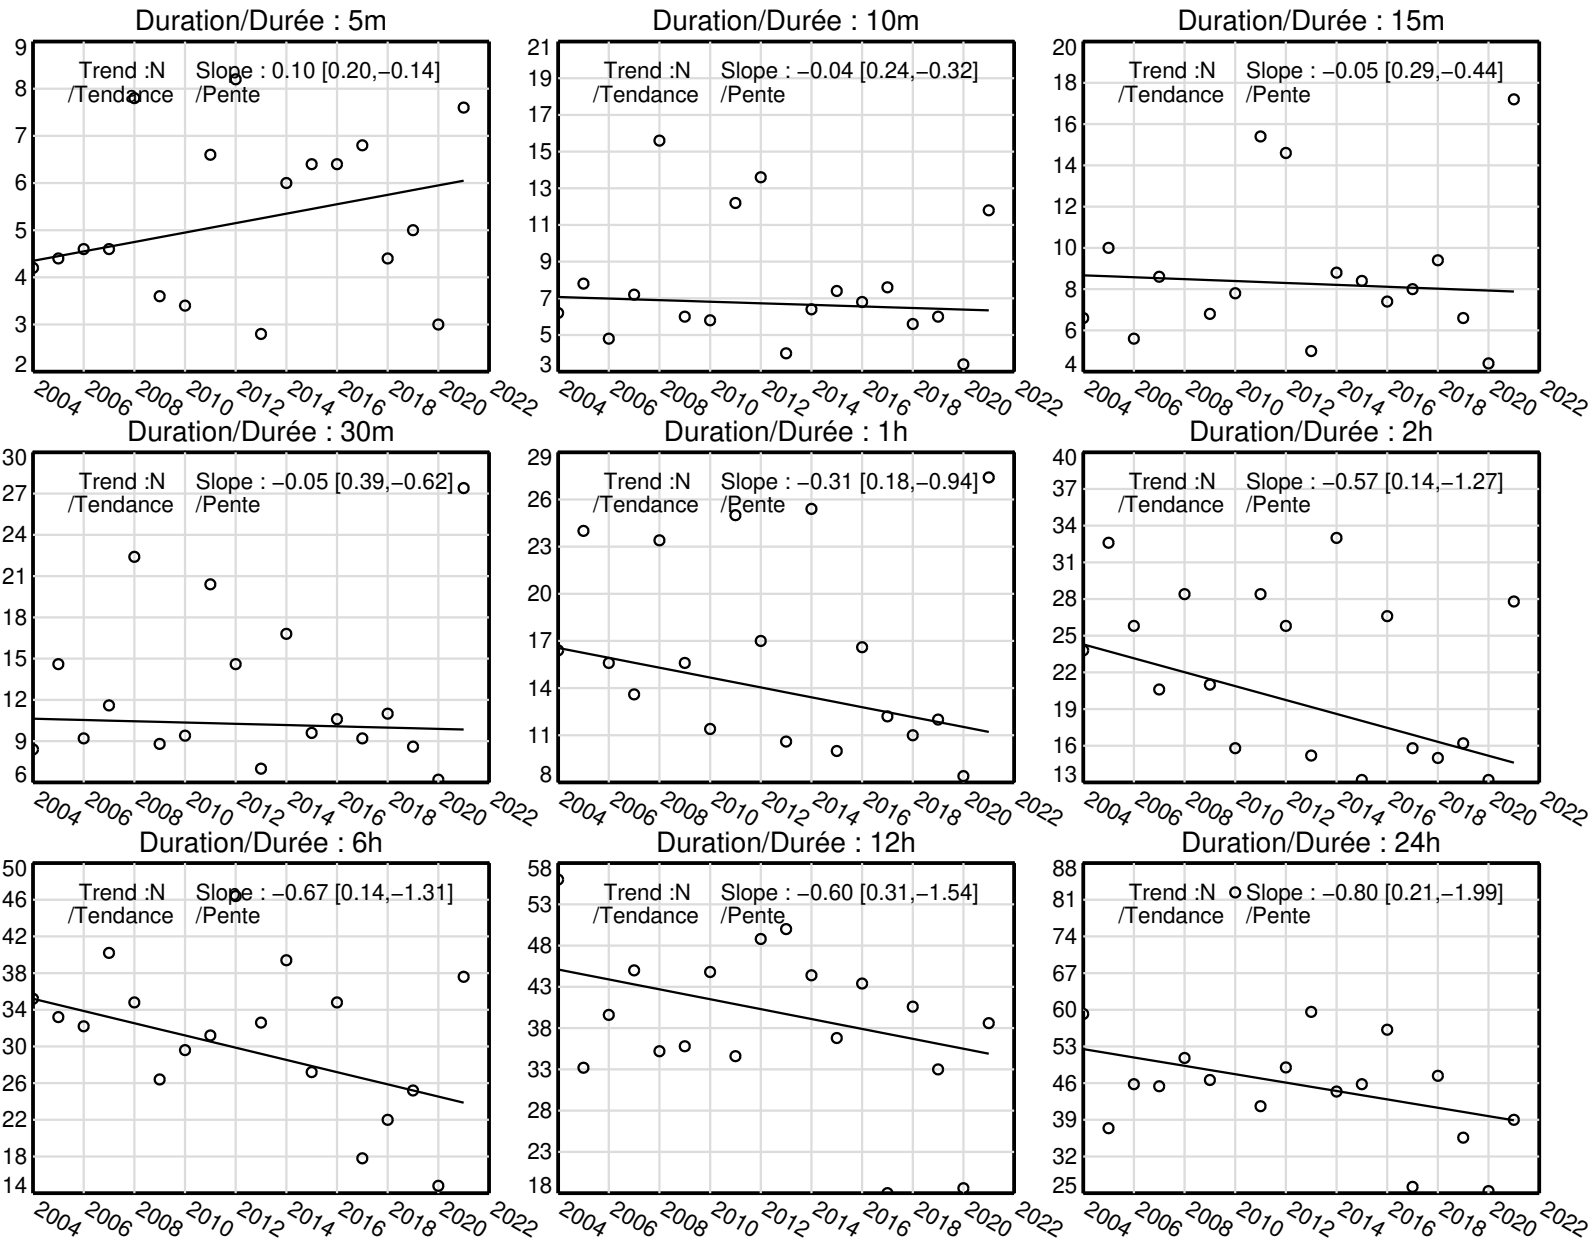 Duration/Durée : 5m
Trend :N Slope : 0.10 [0.20,−0.14]
/Tendance /Pente
9
8
7
6
5
4
3
2
2004 2006 2008 2010 2012 2014 2016 2018 2020 2022
Duration/Durée : 10m
Trend :N Slope : −0.04 [0.24,−0.32]
/Tendance /Pente
21
19
17
15
13
11
9
7
5
3
2004 2006 2008 2010 2012 2014 2016 2018 2020 2022
Duration/Durée : 15m
Trend :N Slope : −0.05 [0.29,−0.44]
/Tendance /Pente
20
18
16
14
12
10
8
6
4
2004 2006 2008 2010 2012 2014 2016 2018 2020 2022
Duration/Durée : 30m
Trend :N Slope : −0.05 [0.39,−0.62]
/Tendance /Pente
30
27
24
21
18
15
12
9
6
2004 2006 2008 2010 2012 2014 2016 2018 2020 2022
Duration/Durée : 1h
Trend :N Slope : −0.31 [0.18,−0.94]
/Tendance /Pente
29
26
23
20
17
14
11
8
2004 2006 2008 2010 2012 2014 2016 2018 2020 2022
Duration/Durée : 2h
Trend :N Slope : −0.57 [0.14,−1.27]
/Tendance /Pente
40
37
34
31
28
25
22
19
16
13
2004 2006 2008 2010 2012 2014 2016 2018 2020 2022
Duration/Durée : 6h
Trend :N Slope : −0.67 [0.14,−1.31]
/Tendance /Pente
50
46
42
38
34
30
26
22
18
14
2004 2006 2008 2010 2012 2014 2016 2018 2020 2022
Duration/Durée : 12h
Trend :N Slope : −0.60 [0.31,−1.54]
/Tendance /Pente
58
53
48
43
38
33
28
23
18
2004 2006 2008 2010 2012 2014 2016 2018 2020 2022
Duration/Durée : 24h
Trend :N Slope : −0.80 [0.21,−1.99]
/Tendance /Pente
88
81
74
67
60
53
46
39
32
25
2004 2006 2008 2010 2012 2014 2016 2018 2020 2022